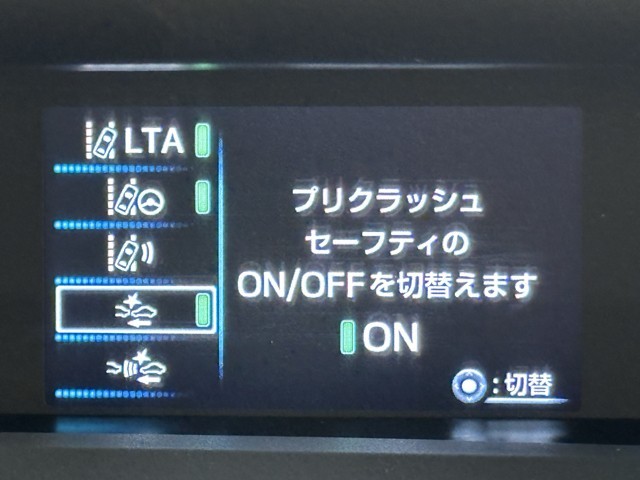 LTA
プリクラッシュ
セーフティの
ON/OFFを切替えます
ON
:切替